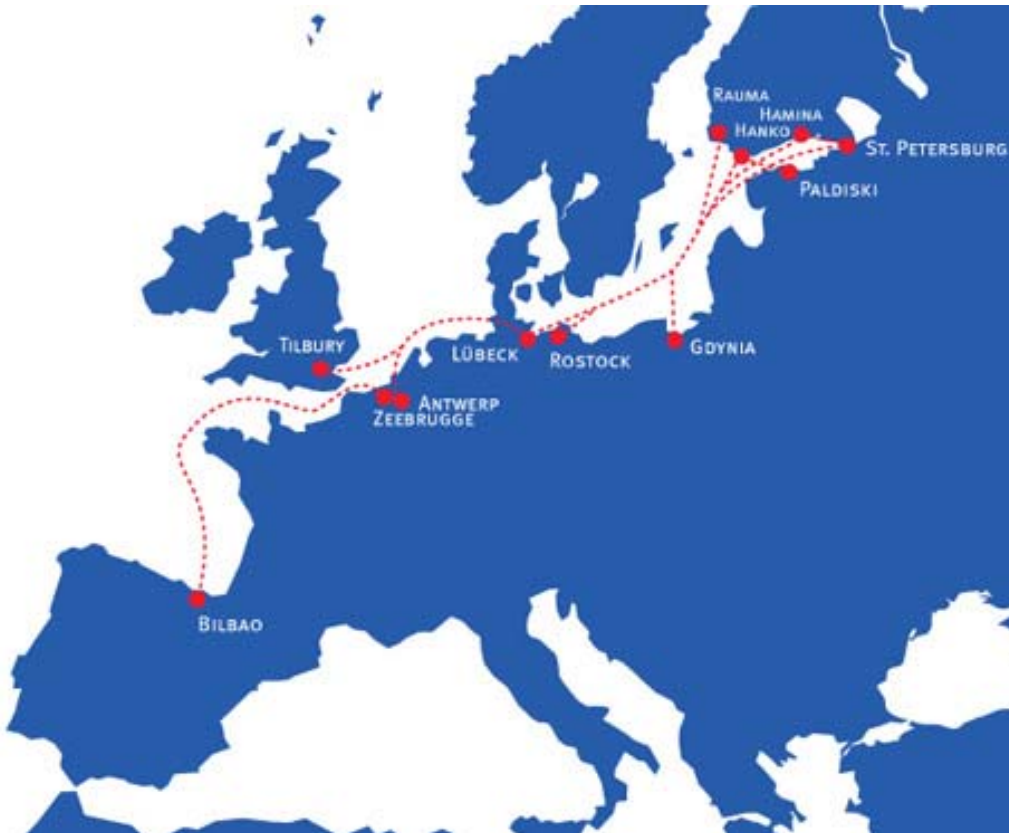 RAUMA
HAMINA
HANKO
ST. PETERSBURG
PALDISKI
TILBURY
LÜBECK
ROSTOCK
GDYNIA
ANTWERP
ZEEBRUGGE
BILBAO